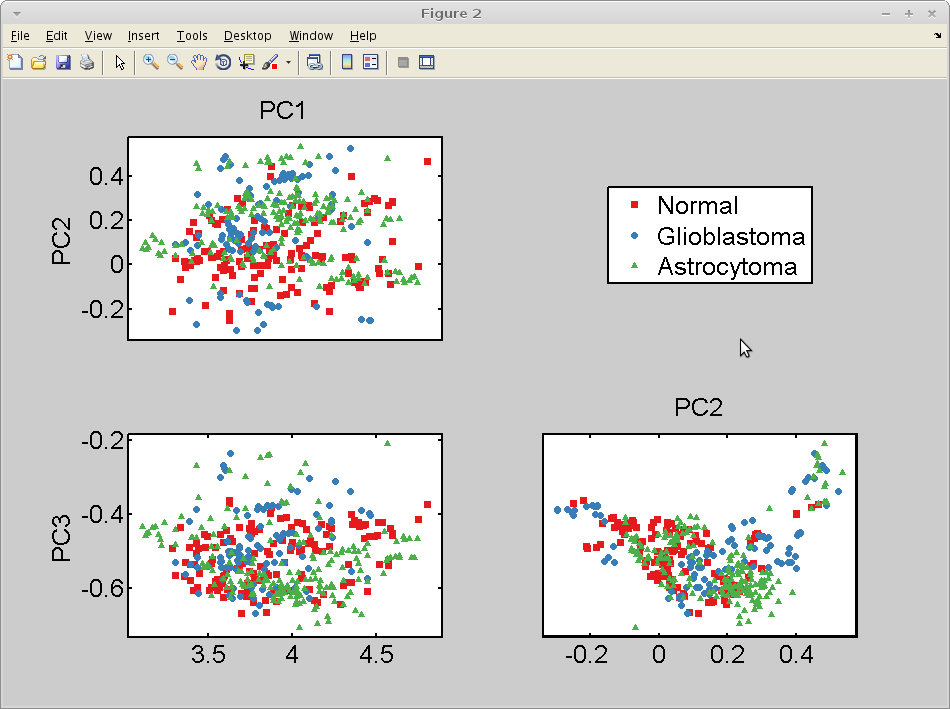 Figure 2
File Edit View Insert Tools Desktop Window Help
PC1
PC2
0.4
0.2
0
-0.2
Normal
Glioblastoma
Astrocytoma
PC3
-0.2
-0.4
-0.6
3.5 4 4.5
PC2
-0.2 0 0.2 0.4